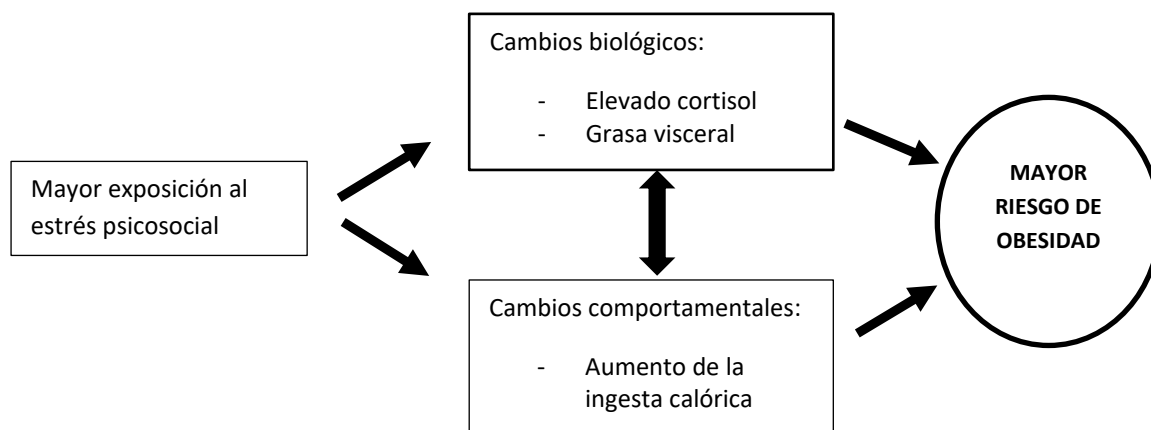 Mayor exposición al
estrés psicosocial
Cambios biológicos:
- Elevado cortisol
- Grasa visceral
Cambios comportamentales:
- Aumento de la
ingesta calórica
MAYOR
RIESGO DE
OBESIDAD